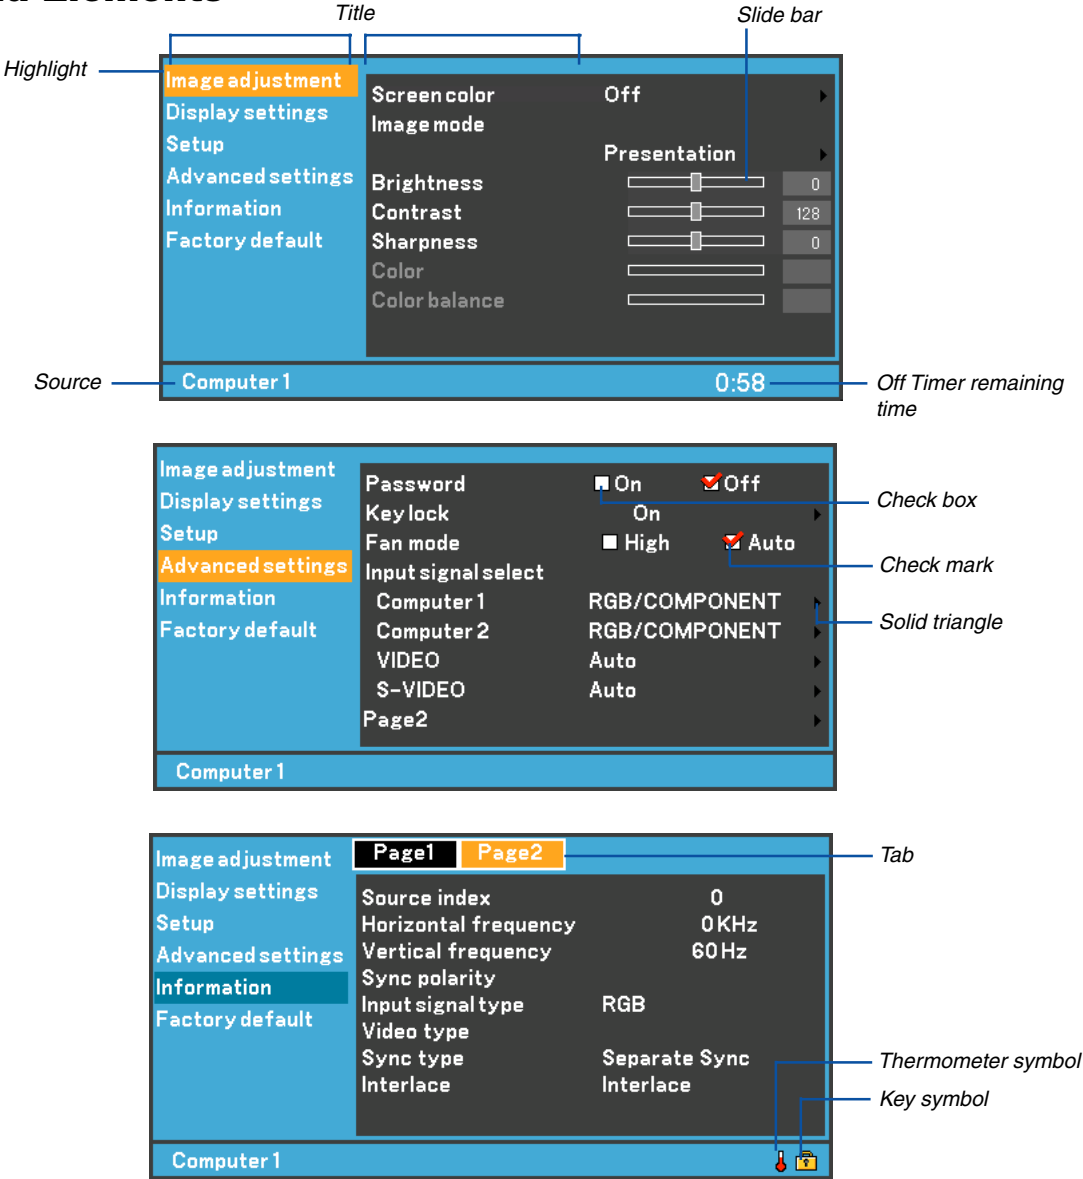 Title
Slide bar
Highlight
Image adjustment
Display settings
Setup
Advanced settings
Information
Factory default
Screen color Off
Image mode
Presentation
Brightness 0
Contrast 128
Sharpness 0
Color
Color balance
Source
Computer 1 0:58
Off Timer remaining
time
Image adjustment
Display settings
Setup
Advanced settings
Information
Factory default
Password On Off
Key lock On
Fan mode High Auto
Input signal select
Computer 1 RGB/COMPONENT
Computer 2 RGB/COMPONENT
VIDEO Auto
S-VIDEO Auto
Page2
Computer 1
Check box
Check mark
Solid triangle
Page1 Page2
Tab
Image adjustment
Display settings
Setup
Advanced settings
Information
Factory default
Source index 0
Horizontal frequency 0KHz
Vertical frequency 60Hz
Sync polarity
Input signal type RGB
Video type
Sync type Separate Sync
Interlace Interlace
Computer 1
Thermometer symbol
Key symbol